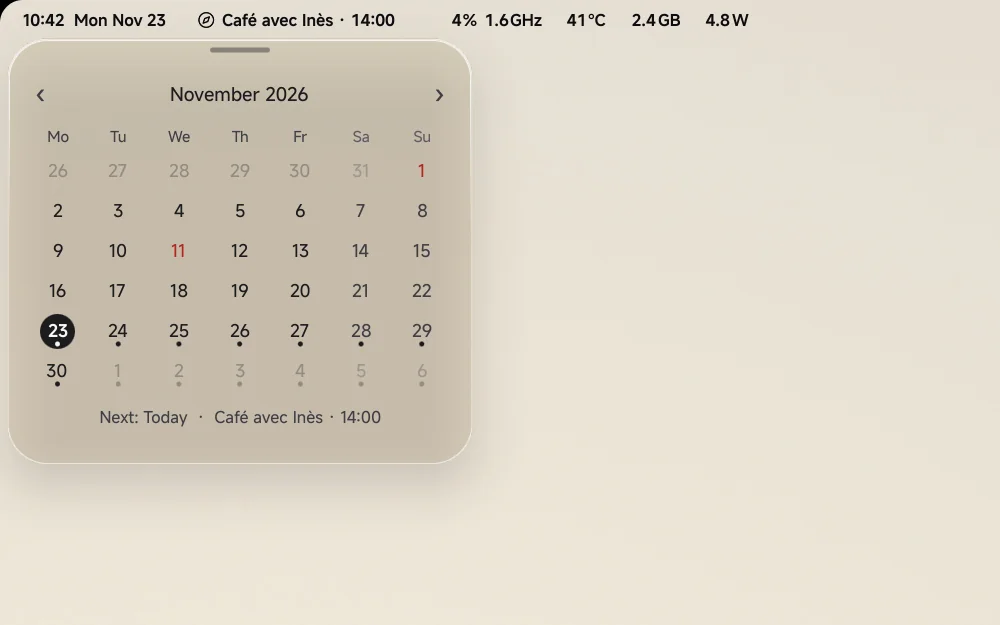 10:42 Mon Nov 23 Café avec Inès · 14:00 4% 1.6GHz 41°C 2.4GB 4.8W
‹ November 2026 ›
Mo Tu We Th Fr Sa Su
26 27 28 29 30 31 1
2 3 4 5 6 7 8
9 10 11 12 13 14 15
16 17 18 19 20 21 22
23 24 25 26 27 28 29
30 1 2 3 4 5 6
Next: Today · Café avec Inès · 14:00